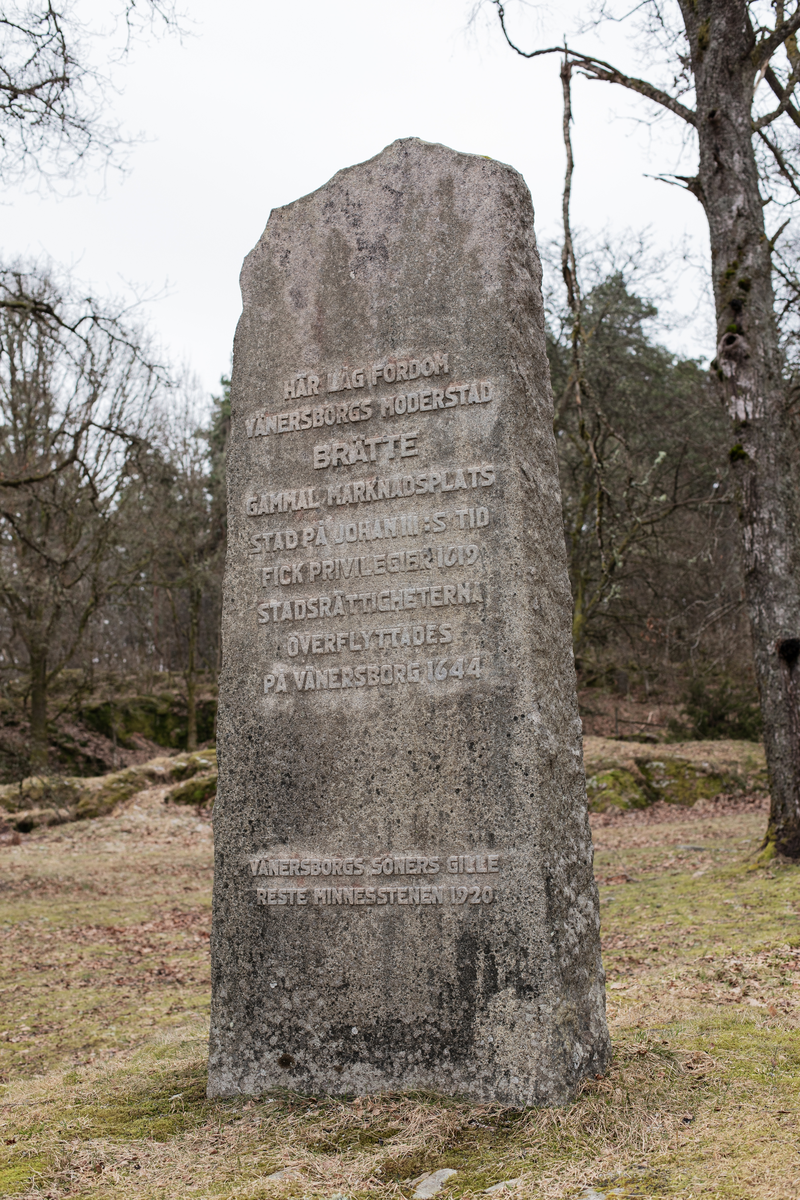 HÄR LÅG FORDOM
VÄNERSBORGS MODERSTAD
BRÄTTE
GAMMAL MARKNADSPLATS
STAD PÅ JOHAN III :S TID
FICK PRIVILEGIER 1619
STADSRÄTTIGHETERNA
ÖVERFLYTTADES
PÅ VÄNERSBORG 1644
VÄNERSBORGS SÖNERS GILLE
RESTE MINNESSTENEN 1920